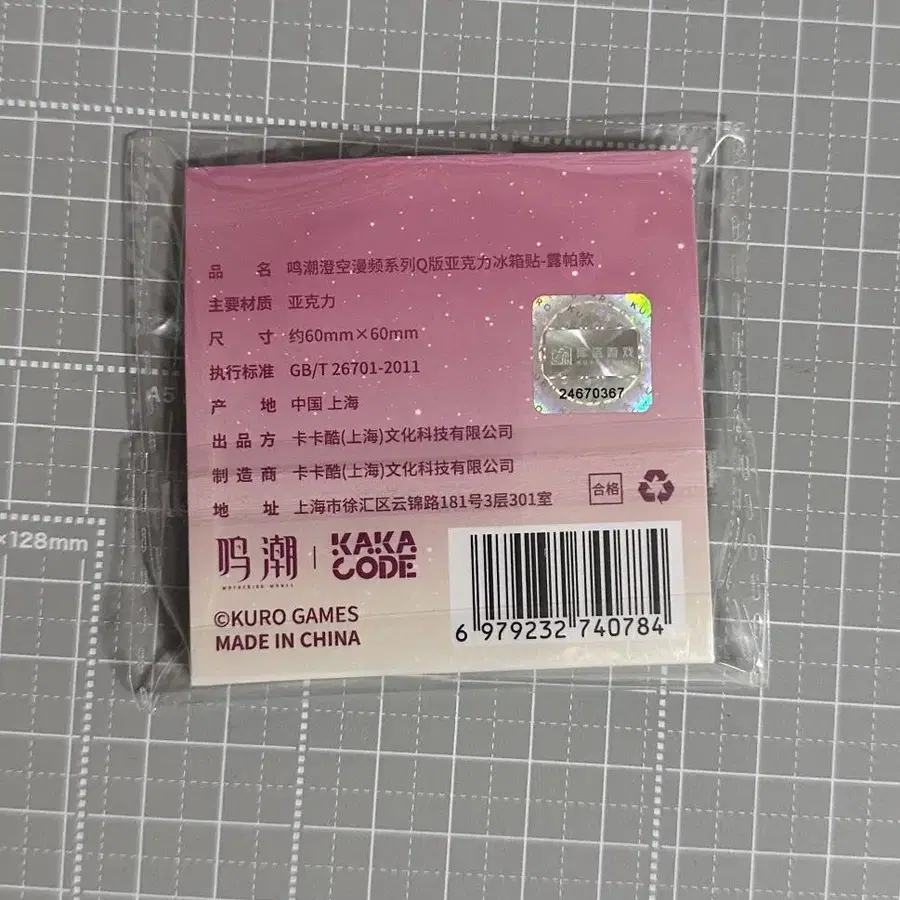 品 名 鸣潮澄空漫频系列Q版亚克力冰箱贴-露帕款
主要材质 亚克力
尺 寸 约60mm×60mm
执行标准 GB/T 26701-2011
产 地 中国 上海
出品方 卡卡酷(上海)文化科技有限公司
制造商 卡卡酷(上海)文化科技有限公司
地 址 上海市徐汇区云锦路181号3层301室
24670367
合格
鸣潮
WUTHERING WAVES
KAKA
CODE
©KURO GAMES
MADE IN CHINA
6 979232 740784
A5
×128mm